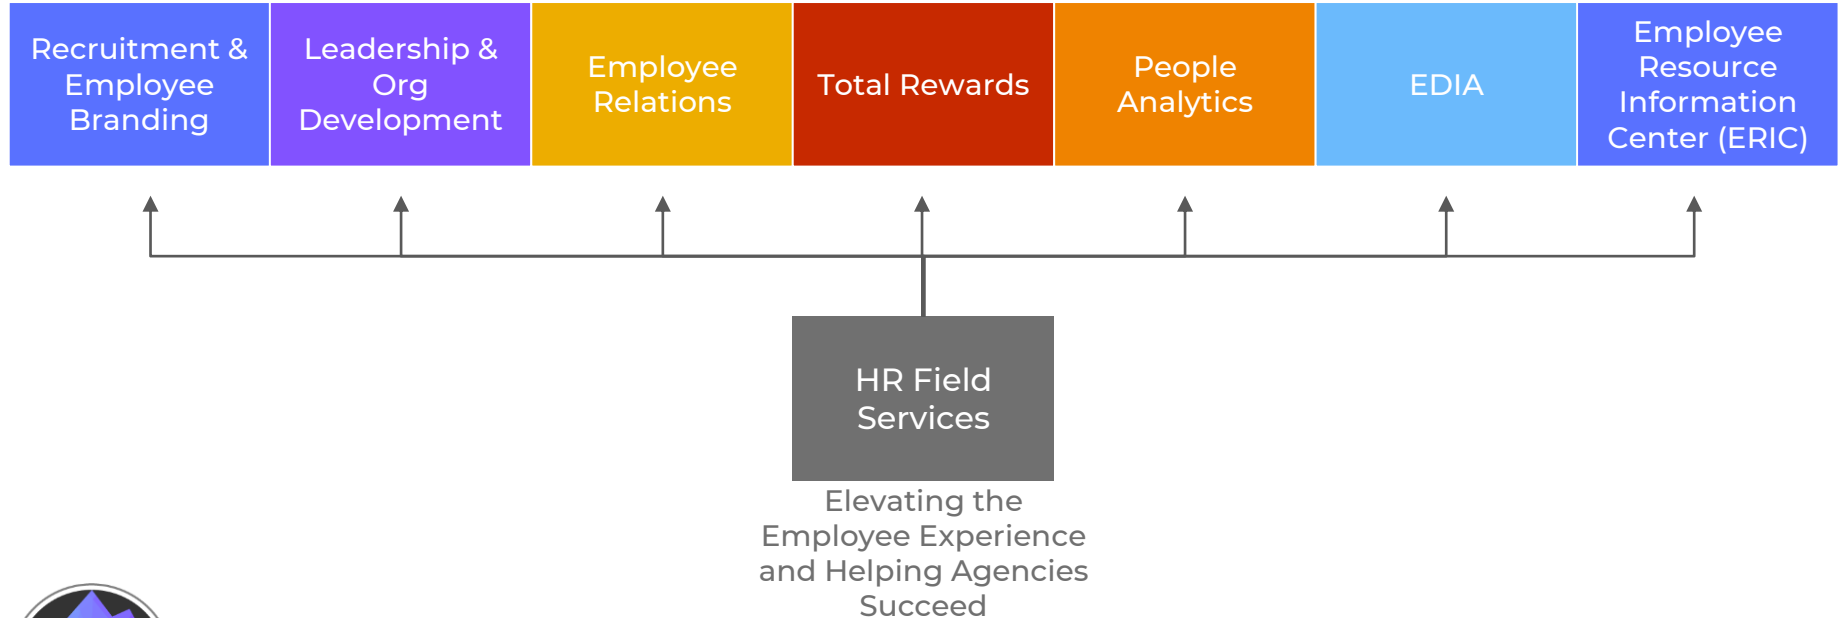 Recruitment &
Employee
Branding
Leadership &
Org
Development
Employee
Relations
Total Rewards
People
Analytics
EDIA
Employee
Resource
Information
Center (ERIC)
HR Field
Services
Elevating the
Employee Experience
and Helping Agencies
Succeed